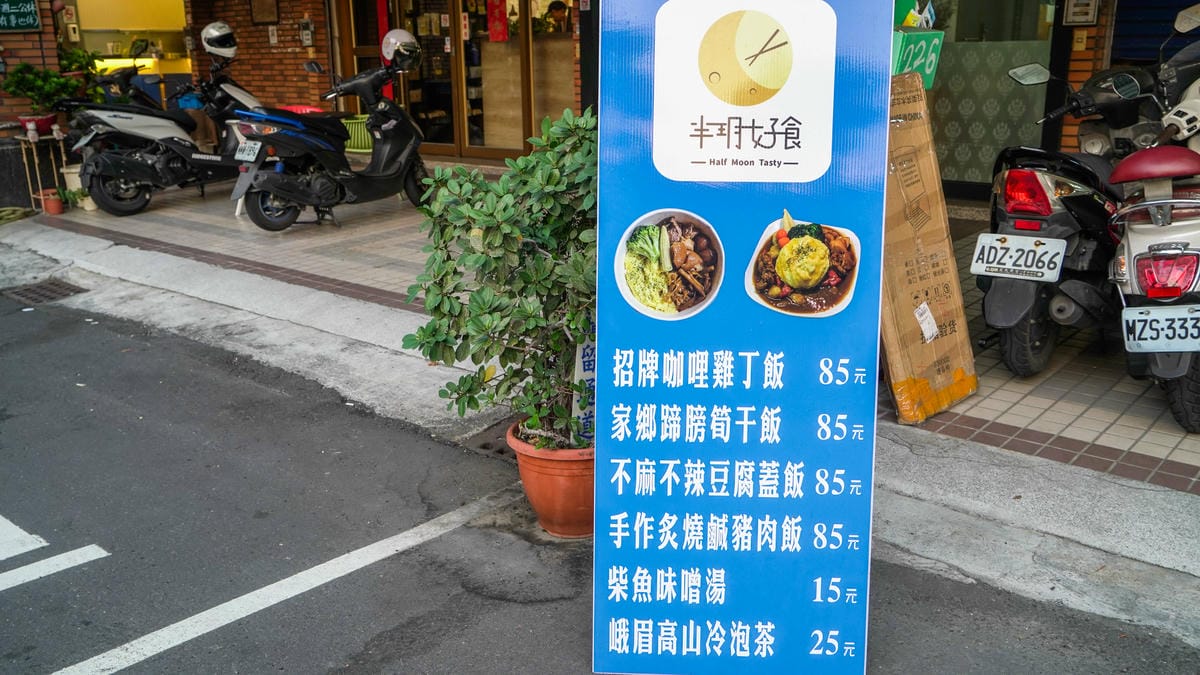 半月好食
Half Moon Tasty
招牌咖哩雞丁飯 85元
家鄉蹄膀筍干飯 85元
不麻不辣豆腐蓋飯 85元
手作炙燒鹹豬肉飯 85元
柴魚味噌湯 15元
峨眉高山冷泡茶 25元
226
ADZ·2066
MZS·333